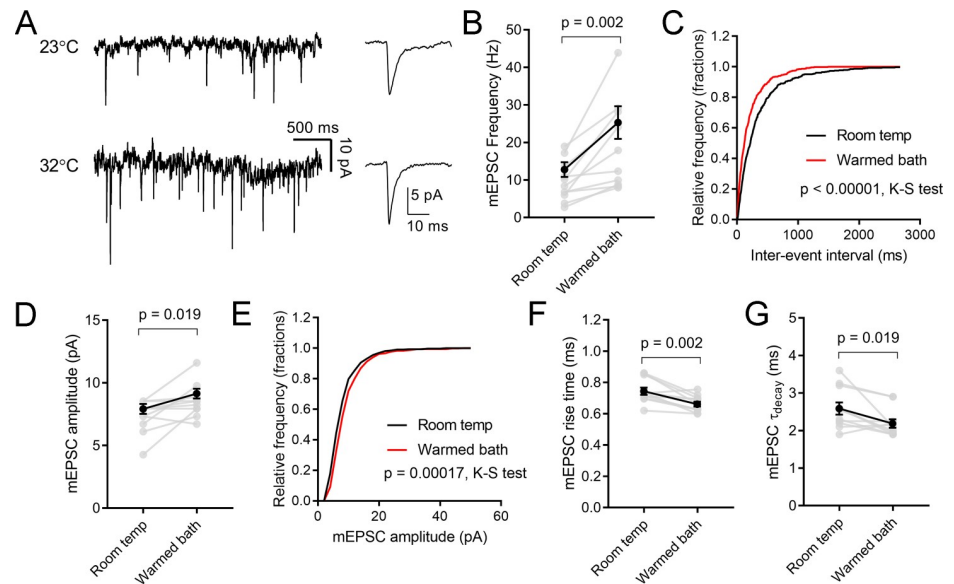 A
23°C
32°C
500 ms
10 pA
5 pA
10 ms
B
p = 0.002
mEPSC Frequency (Hz)
50
40
30
20
10
0
Room temp
Warmed bath
C
Relative frequency (fractions)
1.2
1.0
0.8
0.6
0.4
0.2
0.0
Room temp
Warmed bath
p < 0.00001, K-S test
0
1000
2000
3000
Inter-event interval (ms)
D
p = 0.019
mEPSC amplitude (pA)
15
10
5
0
Room temp
Warmed bath
E
Relative frequency (fractions)
1.2
1.0
0.8
0.6
0.4
0.2
0.0
Room temp
Warmed bath
p = 0.00017, K-S test
0
20
40
60
mEPSC amplitude (pA)
F
p = 0.002
mEPSC rise time (ms)
1.2
1.0
0.8
0.6
0.4
0.2
0.0
Room temp
Warmed bath
G
p = 0.019
mEPSC τdecay (ms)
5
4
3
2
1
0
Room temp
Warmed bath